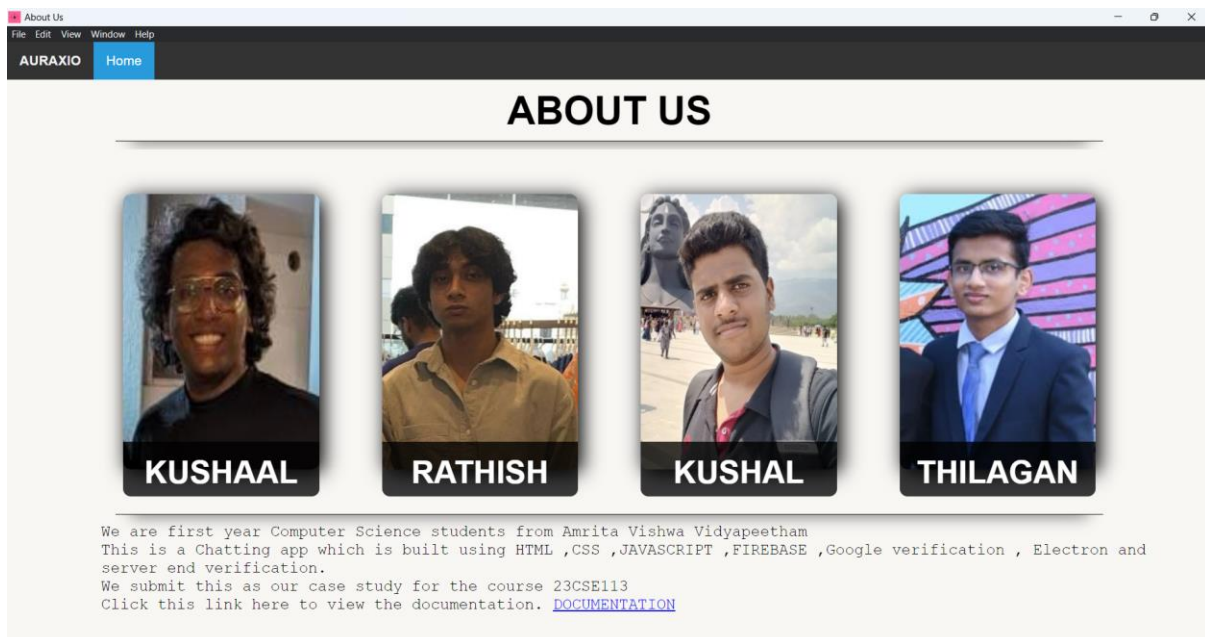 About Us
File Edit View Window Help
AURAXIO Home
ABOUT US
KUSHAAL RATHISH KUSHAL THILAGAN
We are first year Computer Science students from Amrita Vishwa Vidyapeetham
This is a Chatting app which is built using HTML ,CSS ,JAVASCRIPT ,FIREBASE ,Google verification , Electron and
server end verification.
We submit this as our case study for the course 23CSE113
Click this link here to view the documentation. DOCUMENTATION